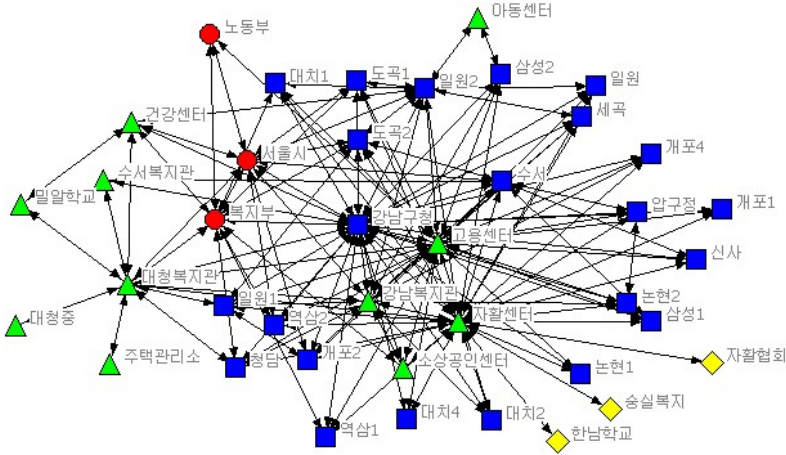 아동센터
노동부
대치1
도곡1
일원2
삼성2
일원
세곡
건강센터
도곡2
서울시
개포4
수서복지관
수서
밀알학교
복지부
강남구청
고용센터
압구정
개포1
신사
대청복지관
일원1
강남복지관
논현2
대청중
역삼2
자활센터
삼성1
주택관리소
청담
개포2
소상공인센터
논현1
자활협회
대치4
대치2
숭실복지
역삼1
한남학교